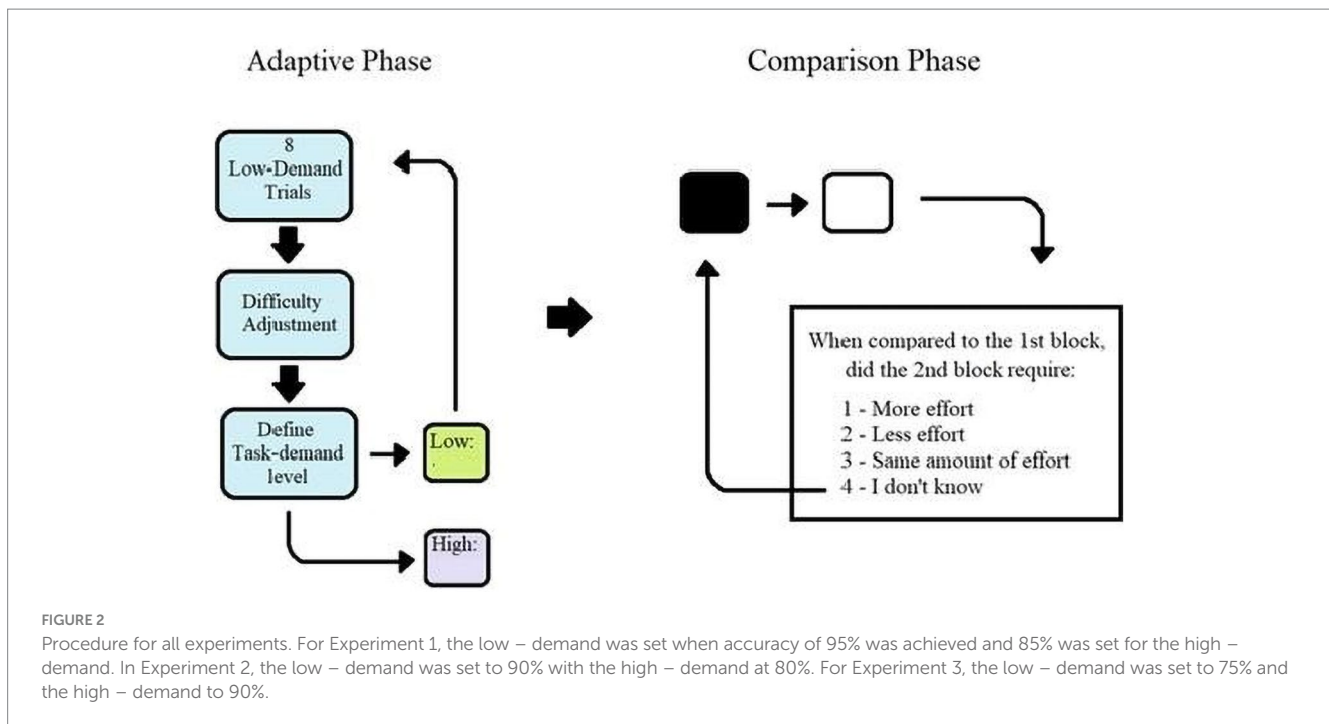 Adaptive Phase
8
Low-Demand
Trials
Difficulty
Adjustment
Define
Task-demand
level
Low:
High:
Comparison Phase
When compared to the 1st block,
did the 2nd block require:
1 - More effort
2 - Less effort
3 - Same amount of effort
4 - I don't know
FIGURE 2
Procedure for all experiments. For Experiment 1, the low – demand was set when accuracy of 95% was achieved and 85% was set for the high –
demand. In Experiment 2, the low – demand was set to 90% with the high – demand at 80%. For Experiment 3, the low – demand was set to 75% and
the high – demand to 90%.